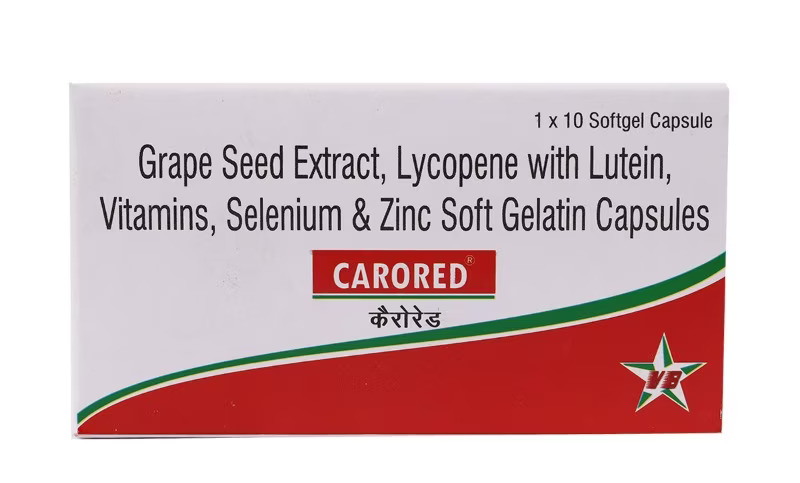 1 x 10 Softgel Capsule
Grape Seed Extract, Lycopene with Lutein,
Vitamins, Selenium & Zinc Soft Gelatin Capsules
CARORED®
कैरोरेड
VB